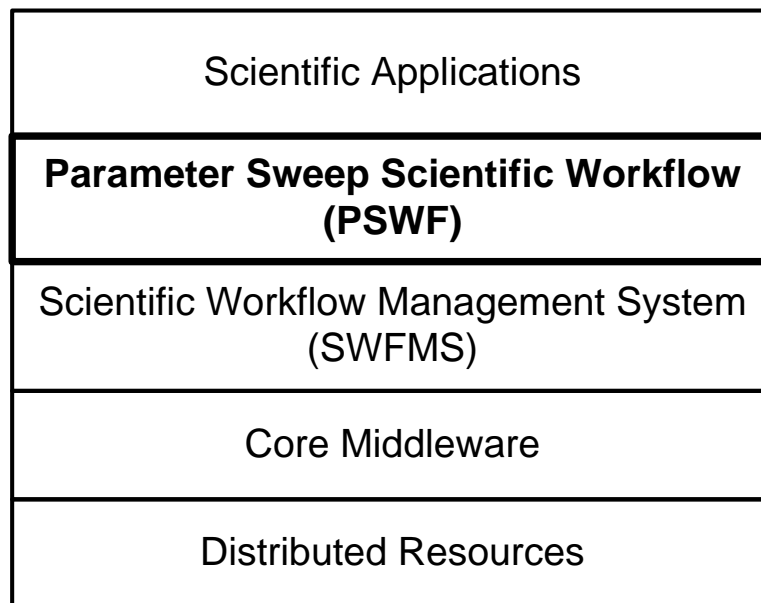 Scientific Applications
Parameter Sweep Scientific Workflow
(PSWF)
Scientific Workflow Management System
(SWFMS)
Core Middleware
Distributed Resources